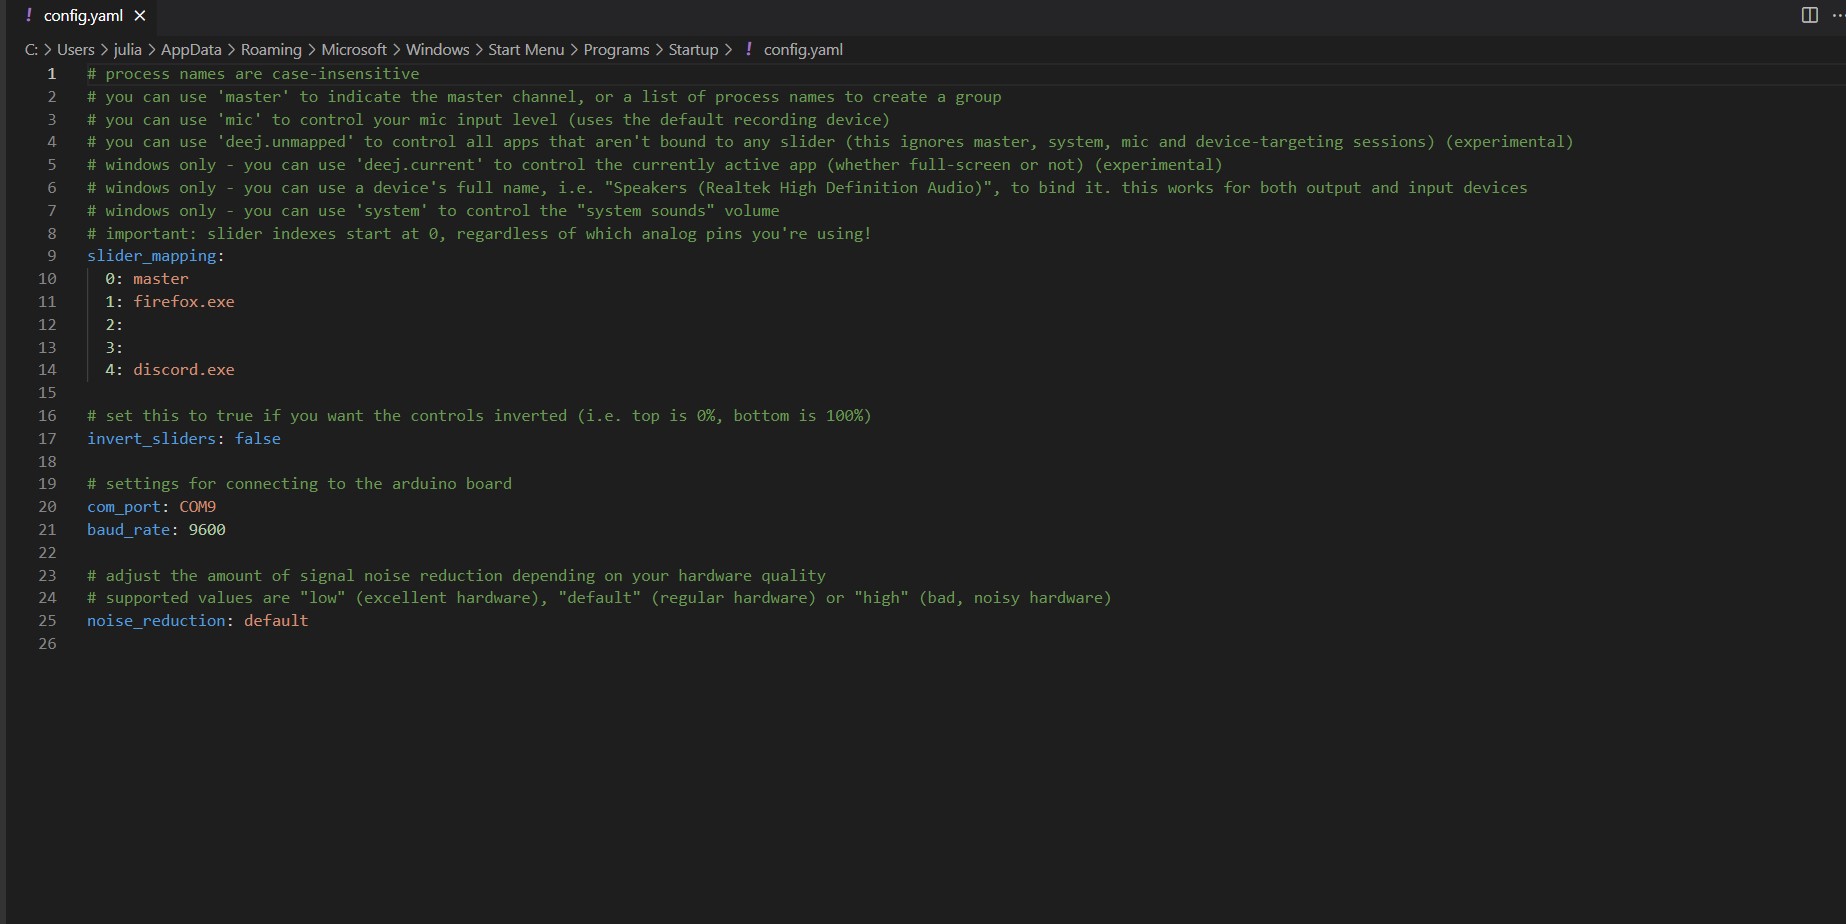 ! config.yaml ×
C: > Users > julia > AppData > Roaming > Microsoft > Windows > Start Menu > Programs > Startup > ! config.yaml
1 # process names are case-insensitive
2 # you can use 'master' to indicate the master channel, or a list of process names to create a group
3 # you can use 'mic' to control your mic input level (uses the default recording device)
4 # you can use 'deej.unmapped' to control all apps that aren't bound to any slider (this ignores master, system, mic and device-targeting sessions) (experimental)
5 # windows only - you can use 'deej.current' to control the currently active app (whether full-screen or not) (experimental)
6 # windows only - you can use a device's full name, i.e. "Speakers (Realtek High Definition Audio)", to bind it. this works for both output and input devices
7 # windows only - you can use 'system' to control the "system sounds" volume
8 # important: slider indexes start at 0, regardless of which analog pins you're using!
9 slider_mapping:
10   0: master
11   1: firefox.exe
12   2:
13   3:
14   4: discord.exe
15
16 # set this to true if you want the controls inverted (i.e. top is 0%, bottom is 100%)
17 invert_sliders: false
18
19 # settings for connecting to the arduino board
20 com_port: COM9
21 baud_rate: 9600
22
23 # adjust the amount of signal noise reduction depending on your hardware quality
24 # supported values are "low" (excellent hardware), "default" (regular hardware) or "high" (bad, noisy hardware)
25 noise_reduction: default
26